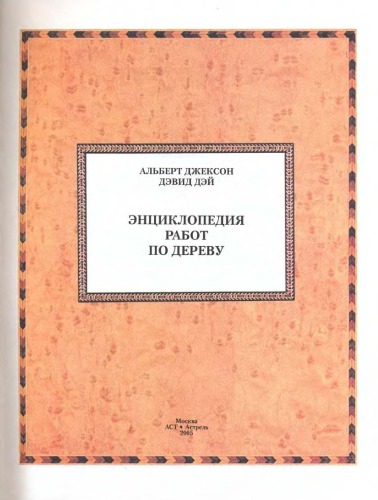 АЛЬБЕРТ ДЖЕКСОН
ДЭВИД ДЭЙ
ЭНЦИКЛОПЕДИЯ
РАБОТ
ПО ДЕРЕВУ
Москва
АСТ • Астрель
2005